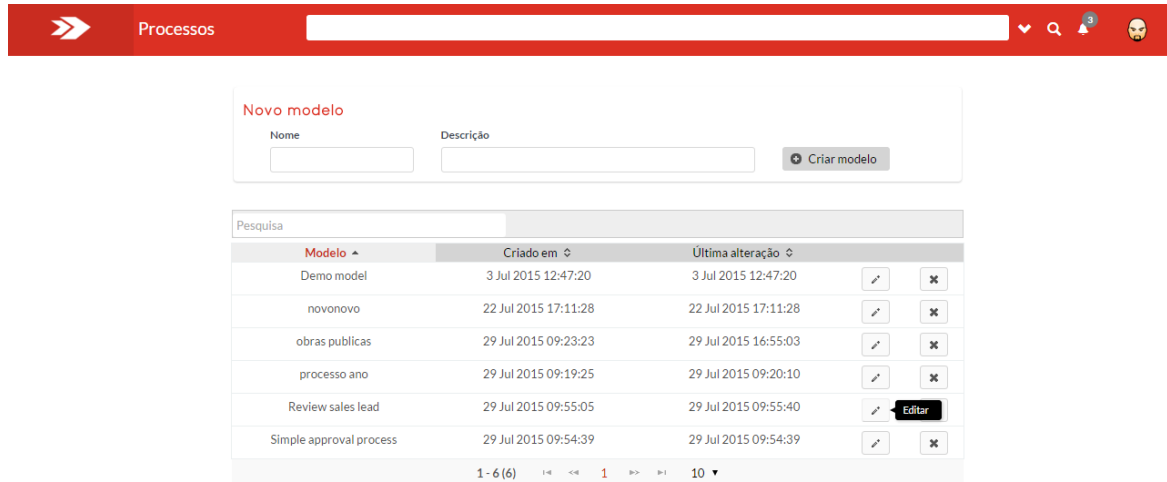 Processos
3
Novo modelo
Nome Descrição
Criar modelo
Pesquisa
Modelo Criado em Última alteração
Demo model 3 Jul 2015 12:47:20 3 Jul 2015 12:47:20
novonovo 22 Jul 2015 17:11:28 22 Jul 2015 17:11:28
obras publicas 29 Jul 2015 09:23:23 29 Jul 2015 16:55:03
processo ano 29 Jul 2015 09:19:25 29 Jul 2015 09:20:10
Review sales lead 29 Jul 2015 09:55:05 29 Jul 2015 09:55:40 Editar
Simple approval process 29 Jul 2015 09:54:39 29 Jul 2015 09:54:39
1 - 6 (6) 1 10